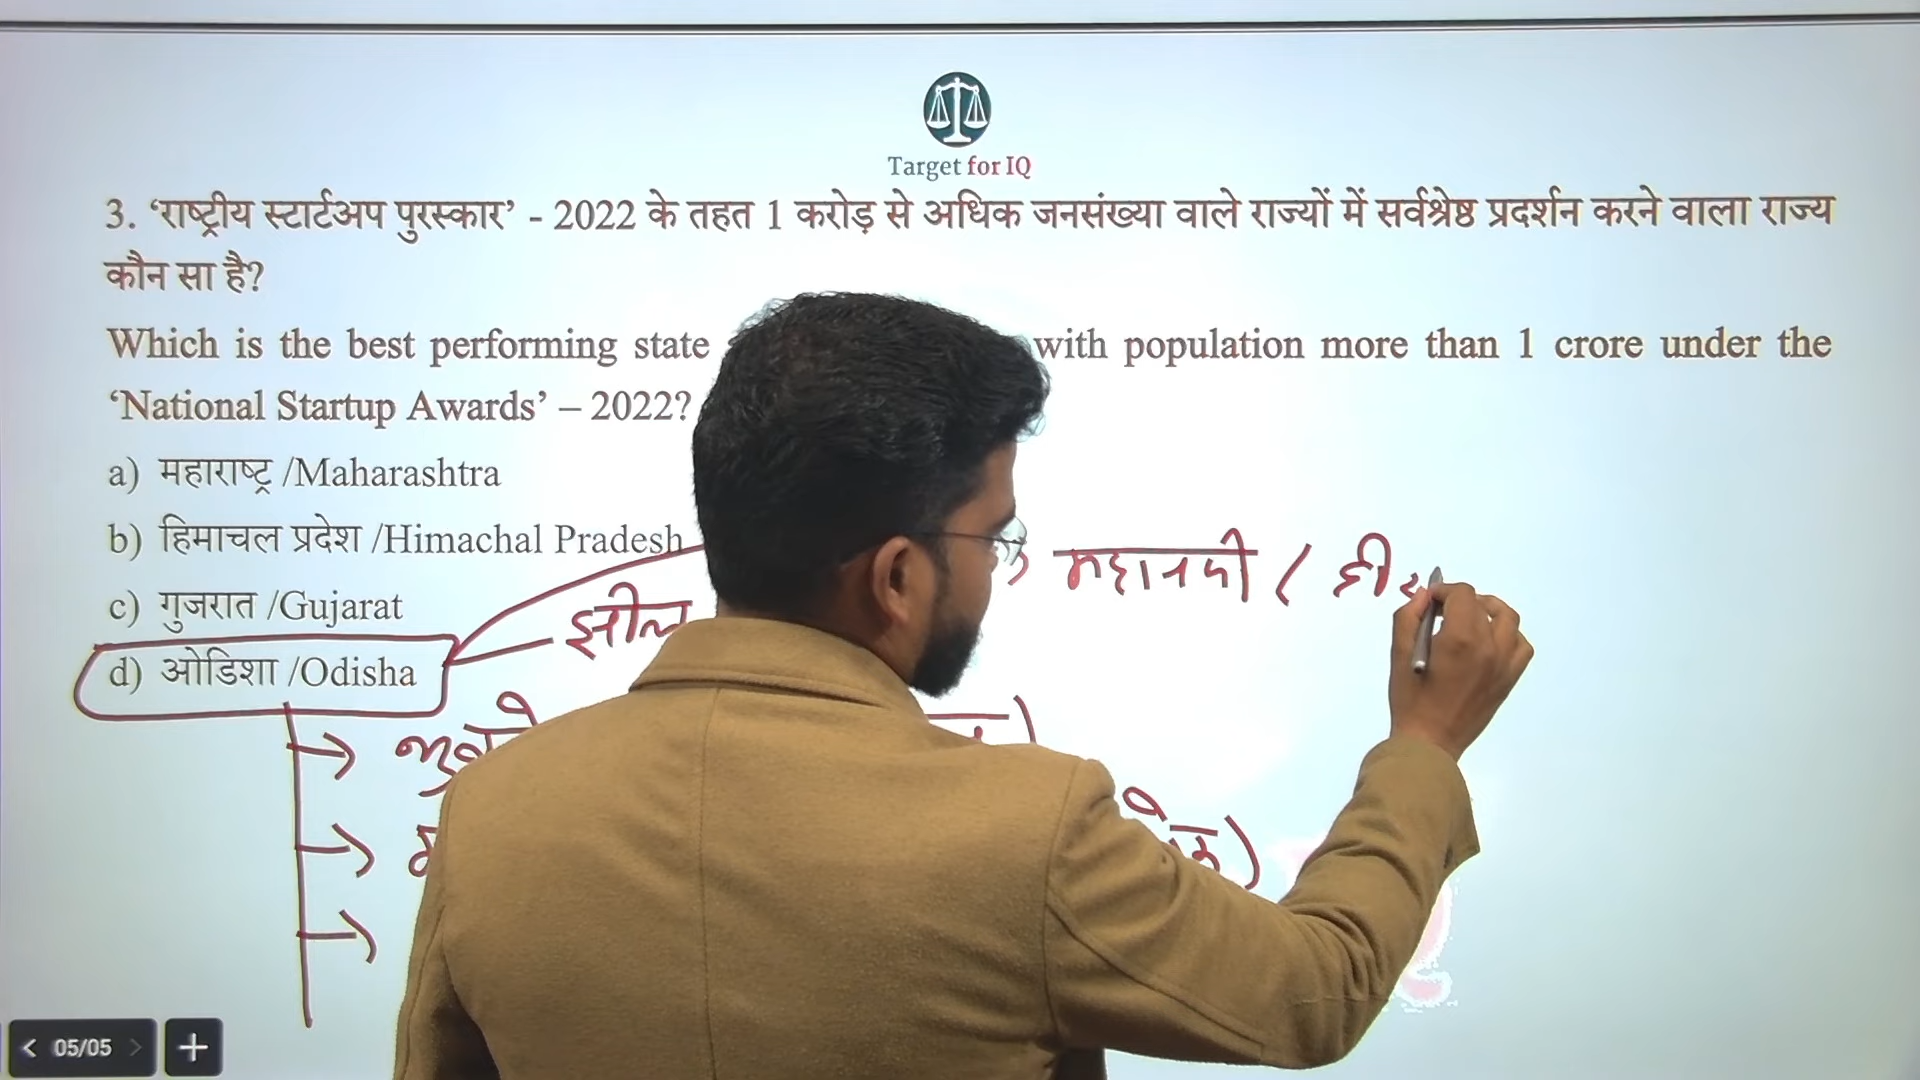 Target for IQ
3. ‘राष्ट्रीय स्टार्टअप पुरस्कार’ - 2022 के तहत 1 करोड़ से अधिक जनसंख्या वाले राज्यों में सर्वश्रेष्ठ प्रदर्शन करने वाला राज्य
कौन सा है?
Which is the best performing state with population more than 1 crore under the
‘National Startup Awards’ – 2022?
a) महाराष्ट्र /Maharashtra
b) हिमाचल प्रदेश /Himachal Pradesh
महानदी (
c) गुजरात /Gujarat
झील
d) ओडिशा /Odisha
< 05/05 > +